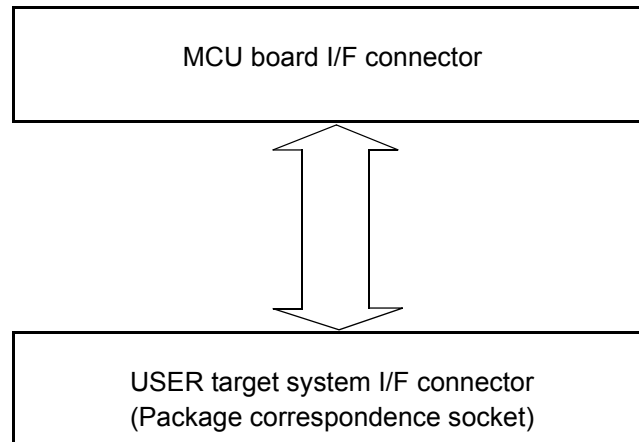 MCU board I/F connector
USER target system I/F connector
(Package correspondence socket)